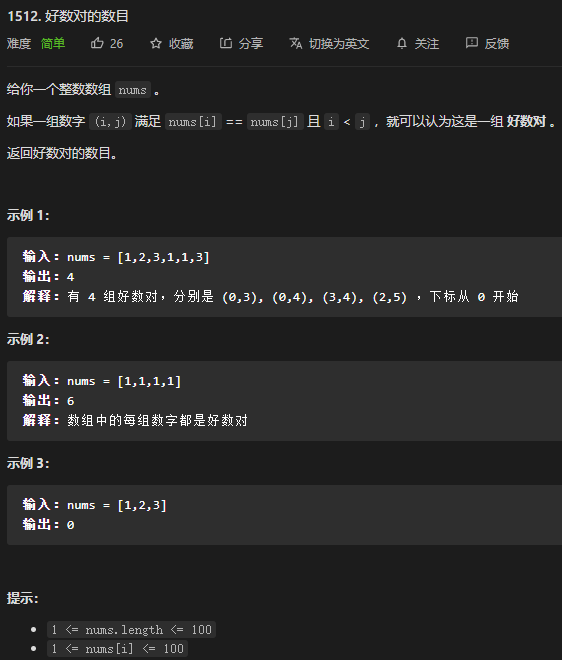 1512. 好数对的数目
难度 简单 26 收藏 分享 切换为英文 关注 反馈
给你一个整数数组 nums 。
如果一组数字 (i,j) 满足 nums[i] == nums[j] 且 i < j ，就可以认为这是一组 好数对 。
返回好数对的数目。
示例 1：
输入：nums = [1,2,3,1,1,3]
输出：4
解释：有 4 组好数对，分别是 (0,3), (0,4), (3,4), (2,5) ，下标从 0 开始
示例 2：
输入：nums = [1,1,1,1]
输出：6
解释：数组中的每组数字都是好数对
示例 3：
输入：nums = [1,2,3]
输出：0
提示：
1 <= nums.length <= 100
1 <= nums[i] <= 100